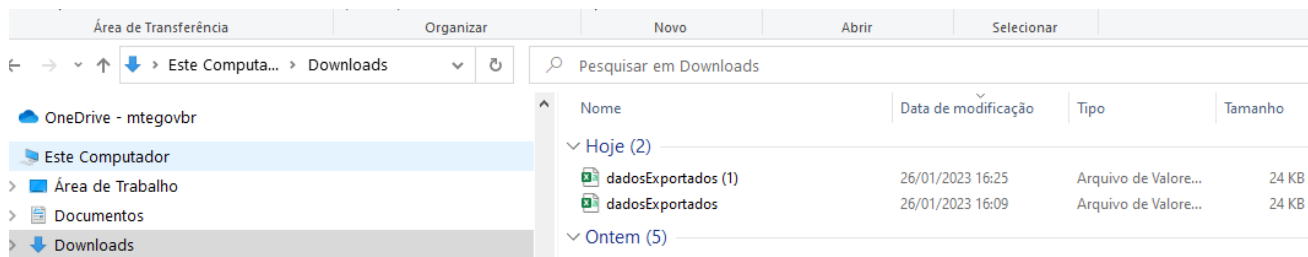 Área de Transferência Organizar Novo Abrir Selecionar
Este Computa... Downloads Pesquisar em Downloads
OneDrive - mtegovbr
Este Computador
Área de Trabalho
Documentos
Downloads
Nome Data de modificação Tipo Tamanho
Hoje (2)
dadosExportados (1) 26/01/2023 16:25 Arquivo de Valore... 24 KB
dadosExportados 26/01/2023 16:09 Arquivo de Valore... 24 KB
Ontem (5)